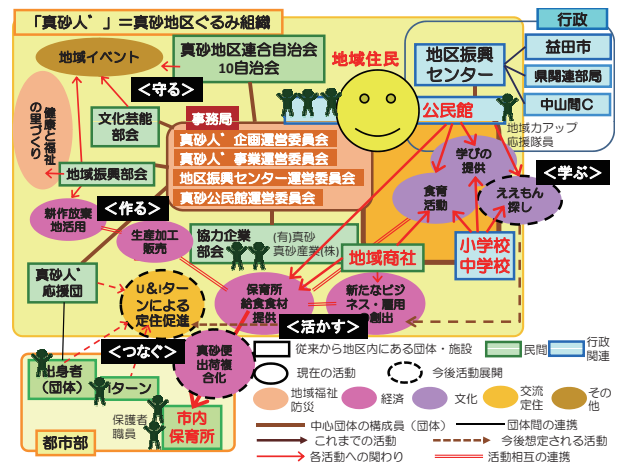 「真砂人゜」＝真砂地区ぐるみ組織
行政
地域イベント
真砂地区連合自治会
10自治会
地域住民
地区振興
センター
益田市
県関連部局
中山間C
＜守る＞
健康と福祉
の里づくり
文化芸能
部会
事務局
公民館
地域力アップ
応援隊員
真砂人゜企画運営委員会
真砂人゜事業運営委員会
地区振興センター運営委員会
真砂公民館運営委員会
学びの
提供
＜学ぶ＞
地域振興部会
食育
活動
ええもん
探し
耕作放棄
地活用
＜作る＞
生産加工
販売
協力企業
部会
(有)真砂
真砂産業(株)
地域商社
小学校
中学校
真砂人゜
応援団
U＆Iター
ンによる
定住促進
保育所
給食食材
提供
新たなビジ
ネス・雇用
の創出
＜活かす＞
＜つなぐ＞
真砂便
出荷複
合化
出身者
（団体）
Iターン
保護者
職員
市内
保育所
都市部
従来から地区内にある団体・施設
民間
行政
関連
現在の活動
今後活動展開
地域福祉
防災
経済
文化
交流
定住
その
他
中心団体の構成員（団体）
団体間の連携
これまでの活動
今後想定される活動
各活動への関わり
活動相互の連携